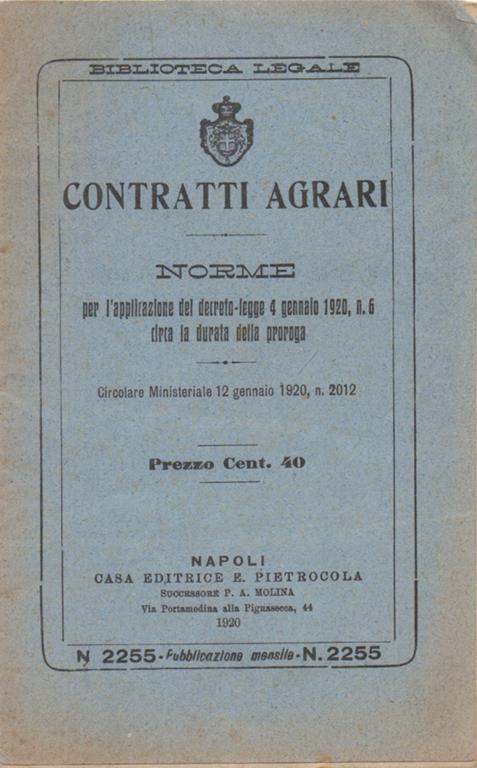 BIBLIOTECA LEGALE
CONTRATTI AGRARI
NORME
per l'applicazione del decreto-legge 4 gennaio 1920, n. 6
circa la durata della proroga
Circolare Ministeriale 12 gennaio 1920, n. 2012
Prezzo Cent. 40
NAPOLI
CASA EDITRICE E. PIETROCOLA
SUCCESSORE P. A. MOLINA
Via Portamedina alla Pignasecca, 44
1920
N 2255-Pubblicazione mensile-N. 2255